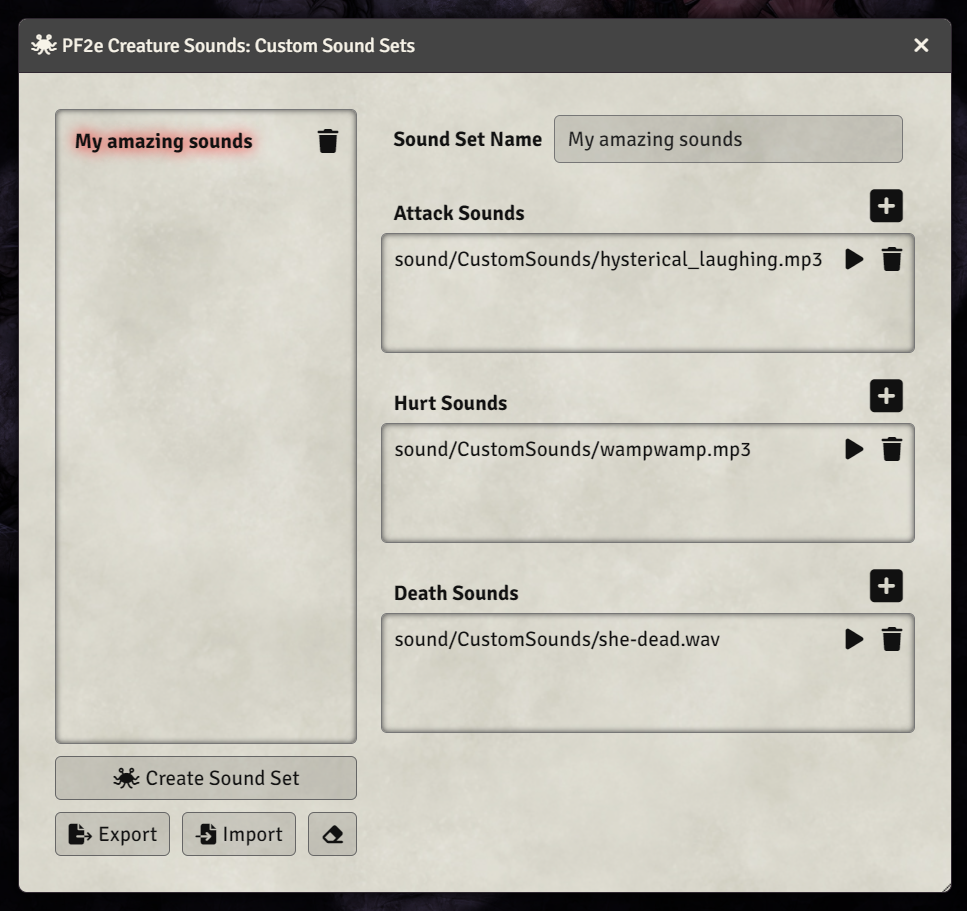 PF2e Creature Sounds: Custom Sound Sets
My amazing sounds
Sound Set Name My amazing sounds
Attack Sounds
sound/CustomSounds/hysterical_laughing.mp3
Hurt Sounds
sound/CustomSounds/wampwamp.mp3
Death Sounds
sound/CustomSounds/she-dead.wav
Create Sound Set
Export Import